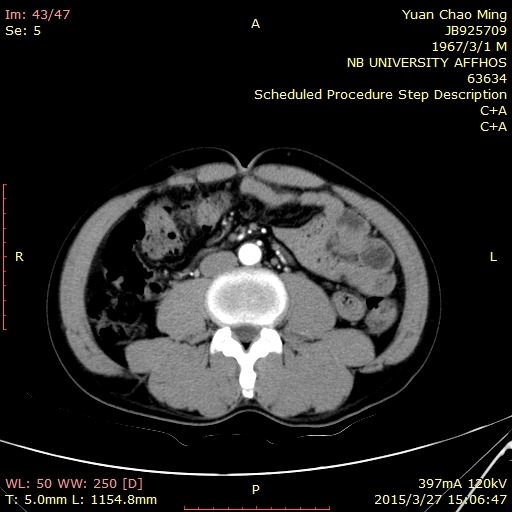 Im: 43/47
Se: 5
A
Yuan Chao Ming
JB925709
1967/3/1 M
NB UNIVERSITY AFFHOS
63634
Scheduled Procedure Step Description
C+A
C+A
R
L
WL: 50 WW: 250 [D]
T: 5.0mm L: 1154.8mm
P
397mA 120kV
2015/3/27 15:06:47